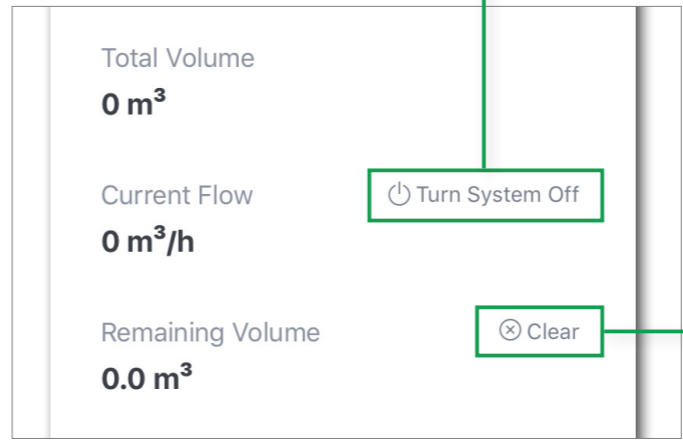 Total Volume
0 m³
Current Flow
Turn System Off
0 m³/h
Remaining Volume
Clear
0.0 m³